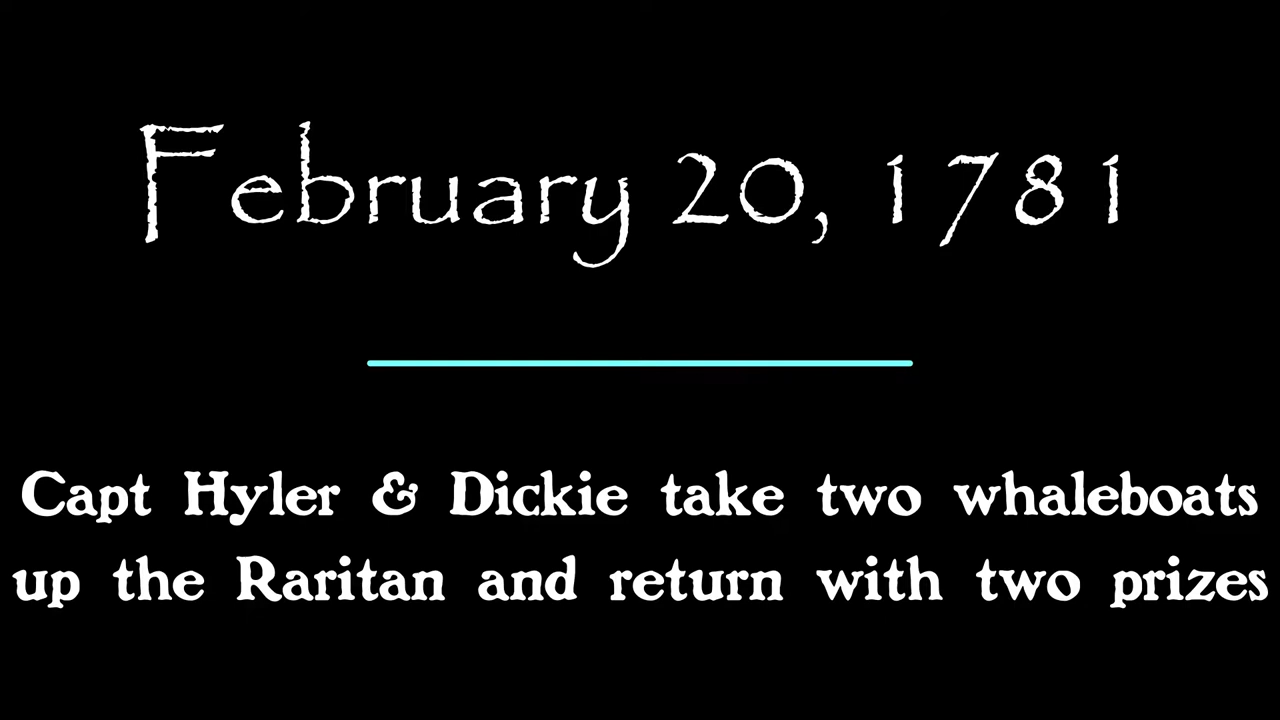 February 20, 1781
Capt Hyler & Dickie take two whaleboats
up the Raritan and return with two prizes